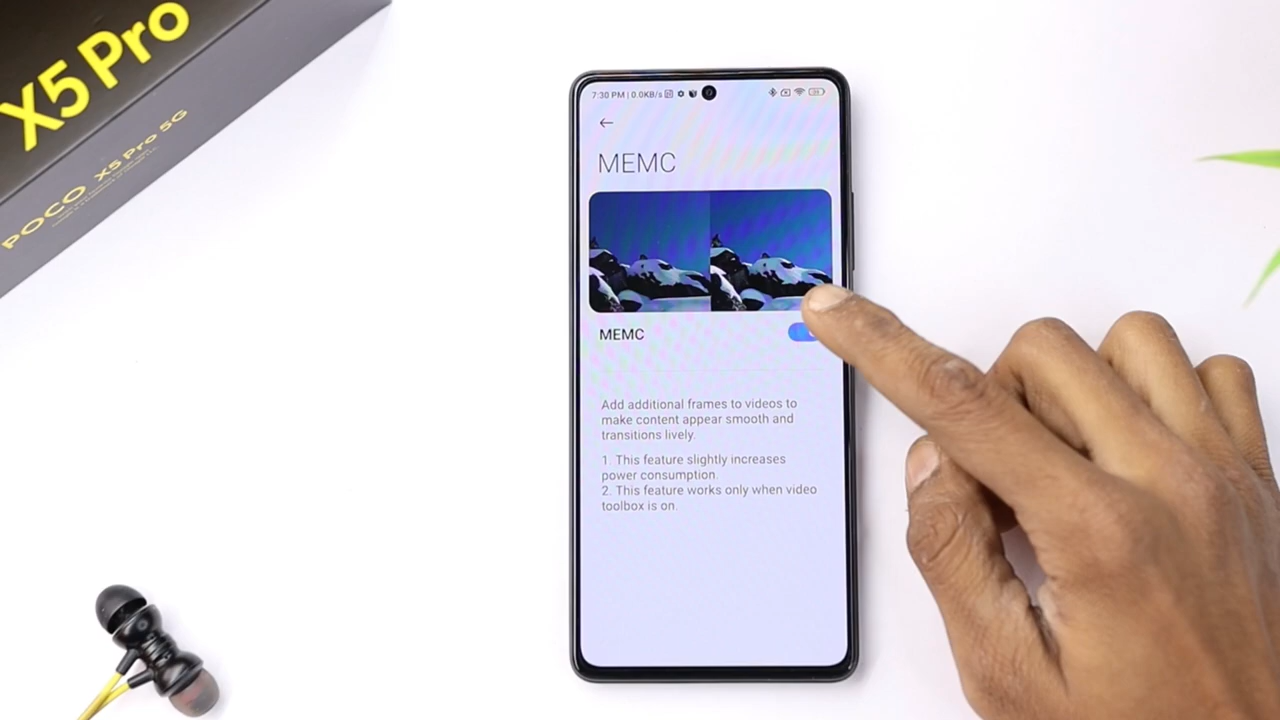 X5 Pro
POCO X5 Pro 5G
7:30 PM | 0.0KB/s
MEMC
MEMC
Add additional frames to videos to
make content appear smooth and
transitions lively.
1. This feature slightly increases
power consumption.
2. This feature works only when video
toolbox is on.